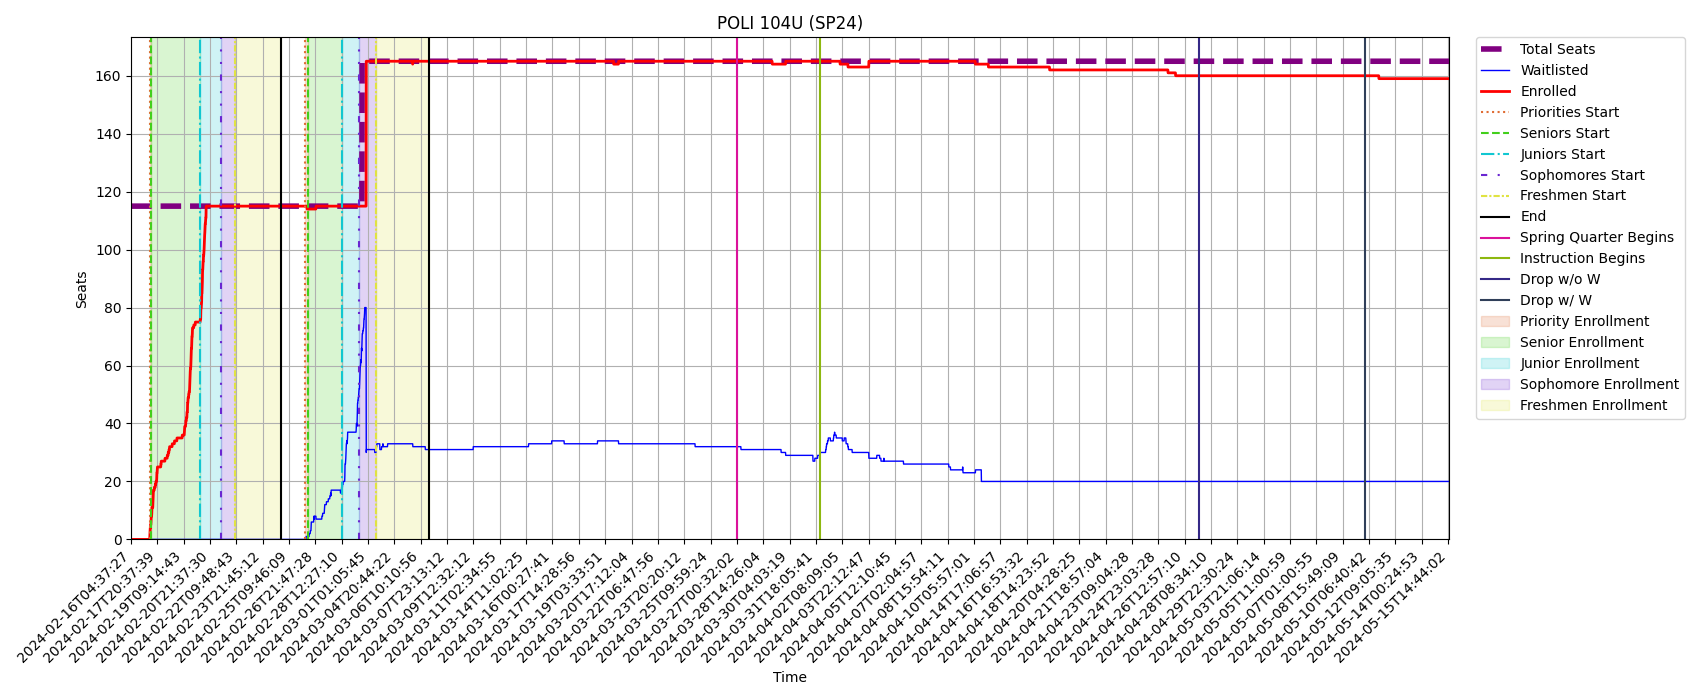 POLI 104U (SP24)
Seats
160
140
120
100
80
60
40
20
0
2024-02-16T04:37:27
2024-02-17T20:37:39
2024-02-19T09:14:43
2024-02-20T21:37:30
2024-02-22T09:48:43
2024-02-23T21:45:12
2024-02-25T09:46:09
2024-02-26T21:47:28
2024-02-28T12:27:10
2024-03-01T01:05:45
2024-03-04T20:44:22
2024-03-06T10:10:56
2024-03-07T23:13:12
2024-03-09T12:32:12
2024-03-11T02:34:55
2024-03-14T11:02:25
2024-03-16T00:27:41
2024-03-17T14:28:56
2024-03-19T03:33:51
2024-03-20T17:12:04
2024-03-22T06:47:56
2024-03-23T20:20:12
2024-03-25T09:59:24
2024-03-27T00:32:02
2024-03-28T14:26:04
2024-03-30T04:03:19
2024-03-31T18:05:41
2024-04-02T08:09:05
2024-04-03T22:12:47
2024-04-05T12:10:45
2024-04-07T02:04:57
2024-04-08T15:54:11
2024-04-10T05:57:01
2024-04-14T17:06:57
2024-04-16T16:53:32
2024-04-18T14:23:52
2024-04-20T04:28:25
2024-04-21T18:57:04
2024-04-23T09:04:28
2024-04-24T23:03:28
2024-04-26T12:57:10
2024-04-28T08:34:10
2024-04-29T22:30:24
2024-05-03T21:06:14
2024-05-05T11:00:59
2024-05-07T01:00:55
2024-05-08T15:49:09
2024-05-10T06:40:42
2024-05-12T09:05:35
2024-05-14T00:24:53
2024-05-15T14:44:02
Time
Total Seats
Waitlisted
Enrolled
Priorities Start
Seniors Start
Juniors Start
Sophomores Start
Freshmen Start
End
Spring Quarter Begins
Instruction Begins
Drop w/o W
Drop w/ W
Priority Enrollment
Senior Enrollment
Junior Enrollment
Sophomore Enrollment
Freshmen Enrollment